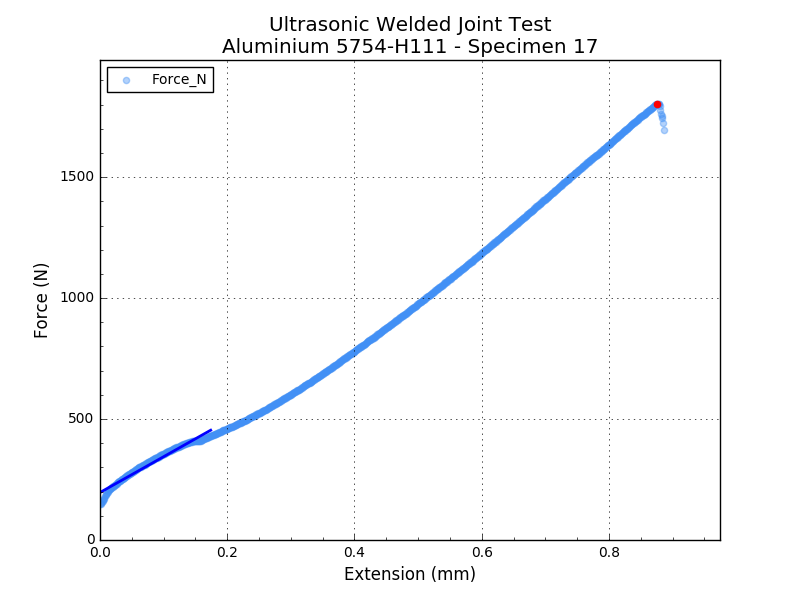 Ultrasonic Welded Joint Test
Aluminium 5754-H111 - Specimen 17
Force_N
1500
1000
500
0
0.0 0.2 0.4 0.6 0.8
Force (N)
Extension (mm)